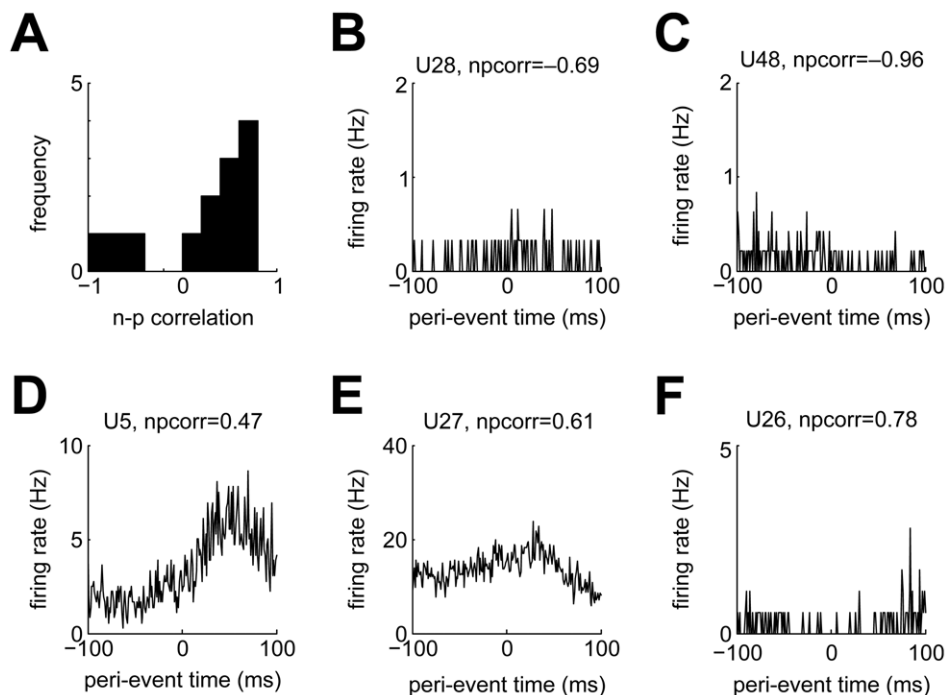 A
5
frequency
0
−1
0
1
n-p correlation
B
U28, npcorr=−0.69
2
firing rate (Hz)
1
0
−100
0
100
peri-event time (ms)
C
U48, npcorr=−0.96
2
firing rate (Hz)
1
0
−100
0
100
peri-event time (ms)
D
U5, npcorr=0.47
10
firing rate (Hz)
5
0
−100
0
100
peri-event time (ms)
E
U27, npcorr=0.61
40
firing rate (Hz)
20
0
−100
0
100
peri-event time (ms)
F
U26, npcorr=0.78
5
firing rate (Hz)
0
−100
0
100
peri-event time (ms)